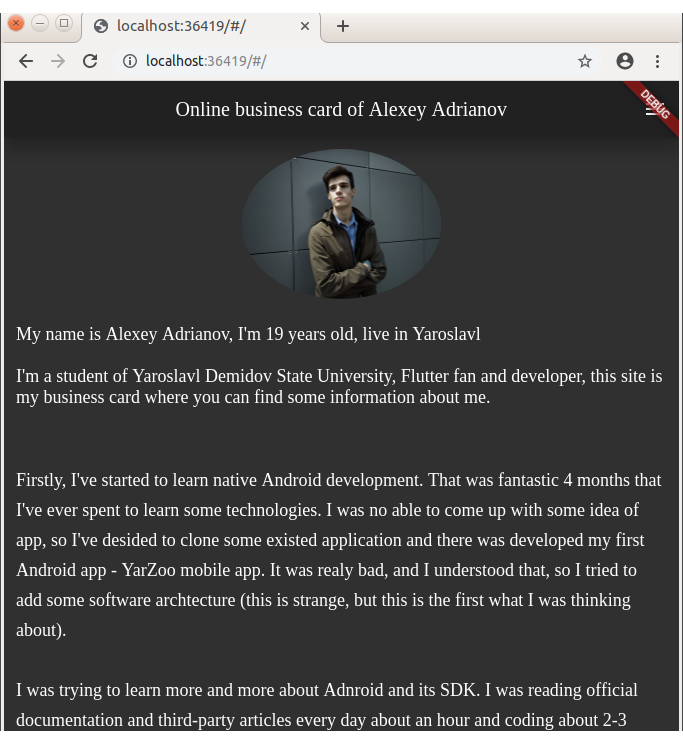 localhost:36419/#/
localhost:36419/#/
Online business card of Alexey Adrianov
DEBUG
My name is Alexey Adrianov, I'm 19 years old, live in Yaroslavl
I'm a student of Yaroslavl Demidov State University, Flutter fan and developer, this site is
my business card where you can find some information about me.
Firstly, I've started to learn native Android development. That was fantastic 4 months that
I've ever spent to learn some technologies. I was no able to come up with some idea of
app, so I've desided to clone some existed application and there was developed my first
Android app - YarZoo mobile app. It was realy bad, and I understood that, so I tried to
add some software archtecture (this is strange, but this is the first what I was thinking
about).
I was trying to learn more and more about Adnroid and its SDK. I was reading official
documentation and third-party articles every day about an hour and coding about 2-3